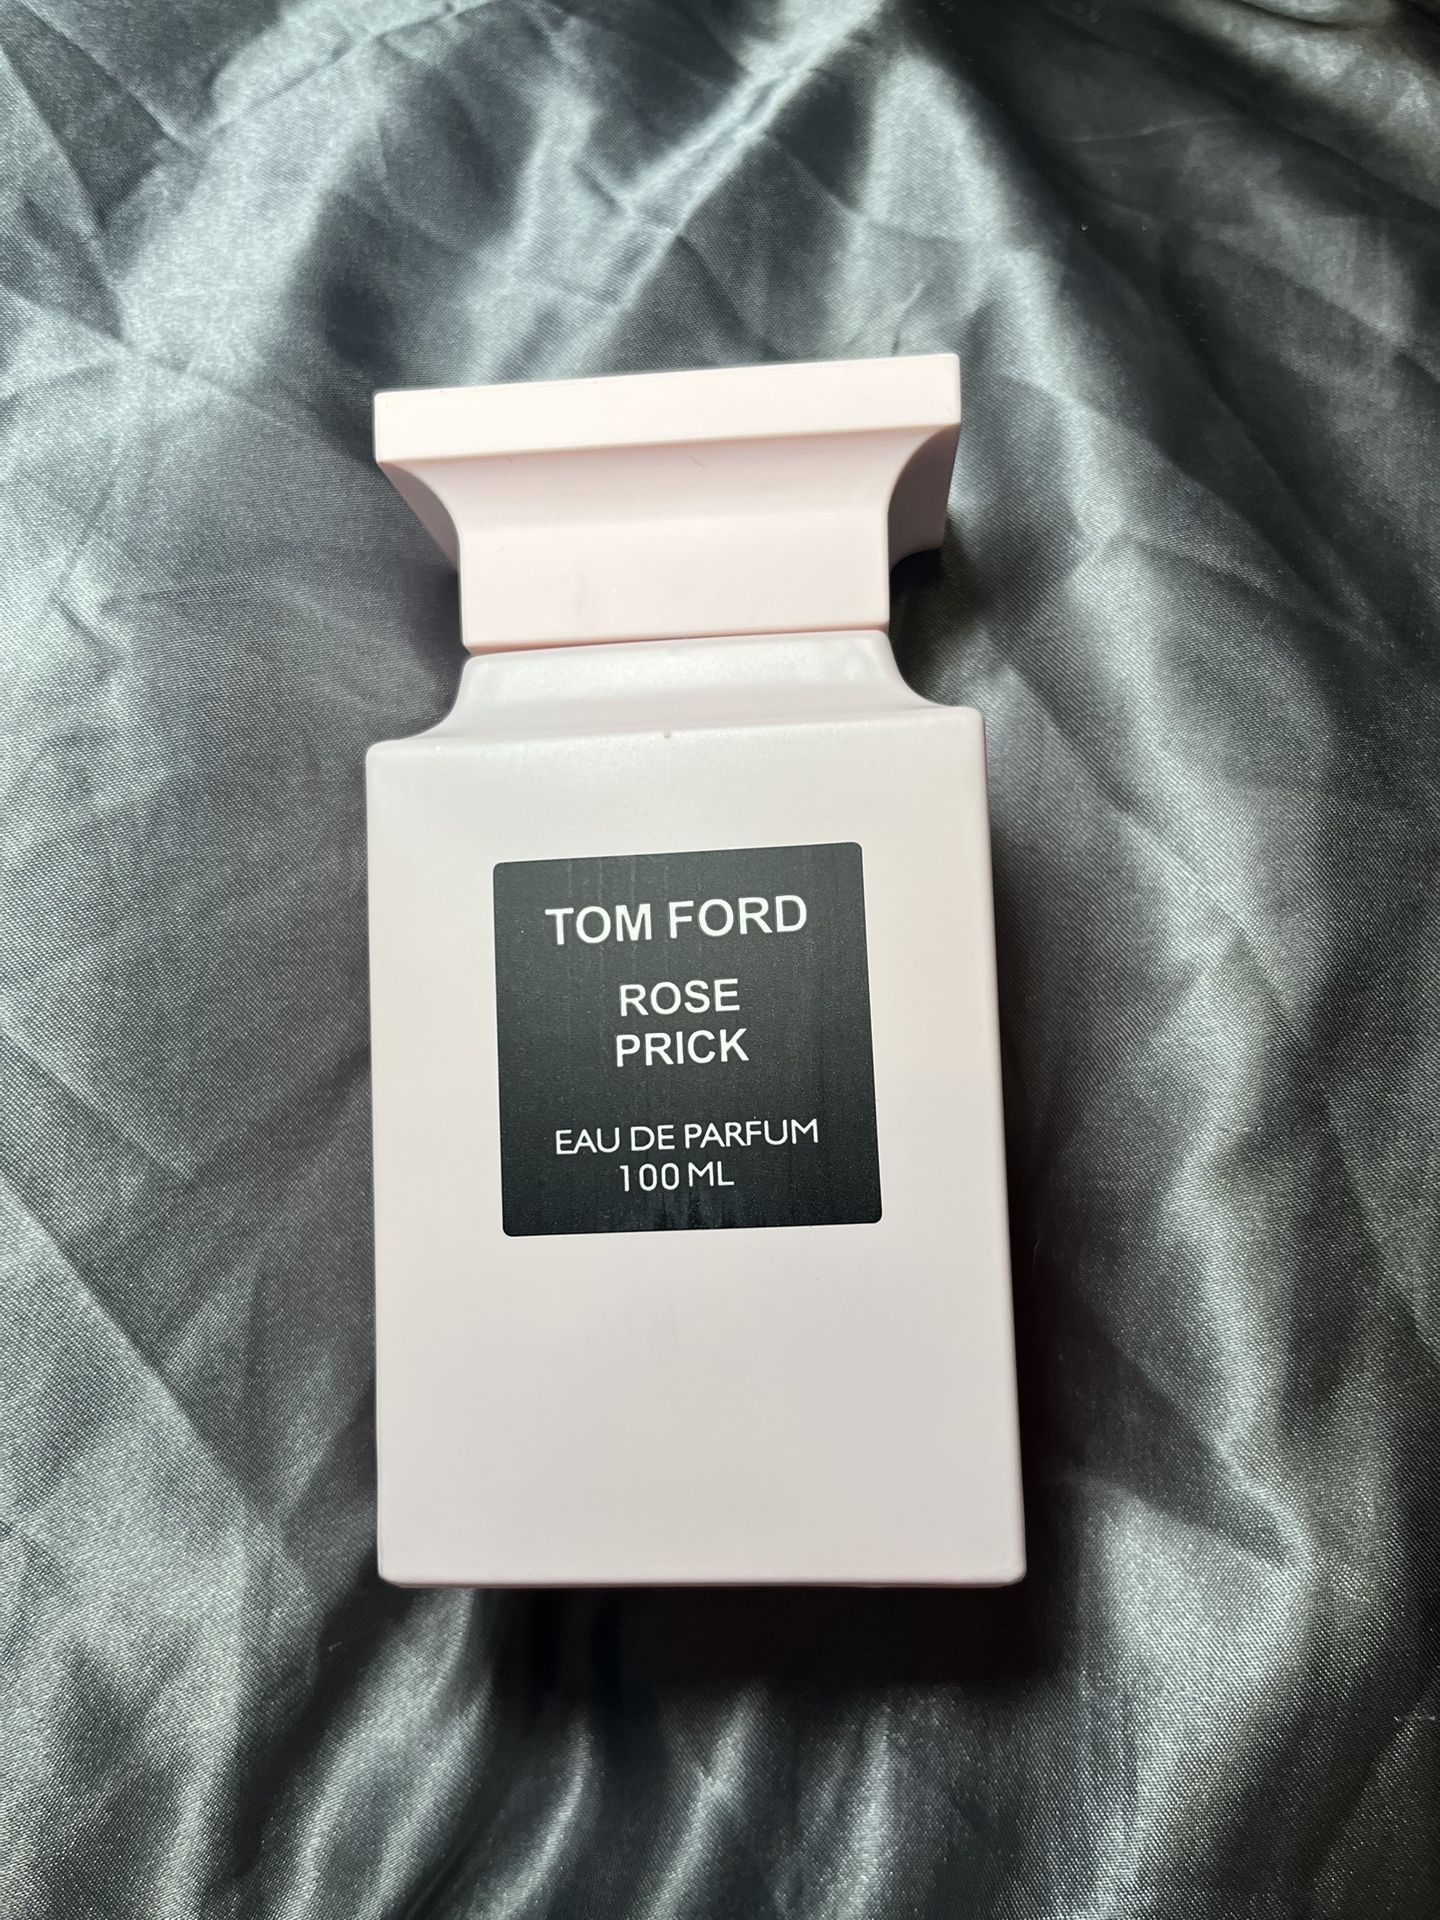 TOM FORD
ROSE
PRICK
EAU DE PARFUM
100 ML